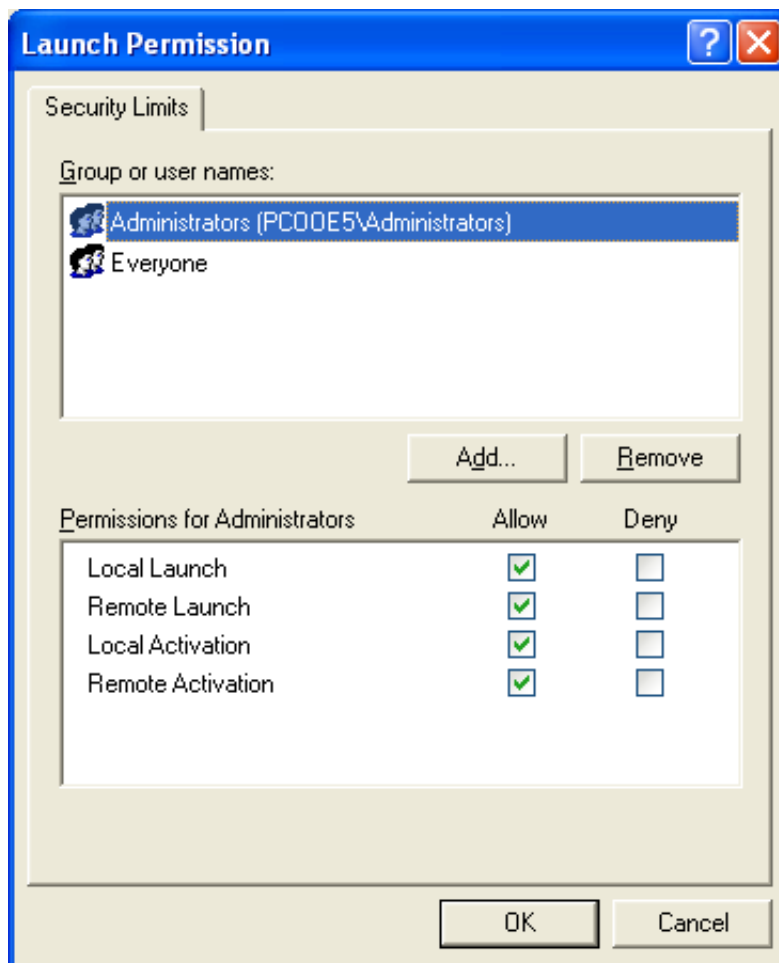 Launch Permission
Security Limits
Group or user names:
Administrators (PCOOE5\Administrators)
Everyone
Add... Remove
Permissions for Administrators Allow Deny
Local Launch
Remote Launch
Local Activation
Remote Activation
OK Cancel